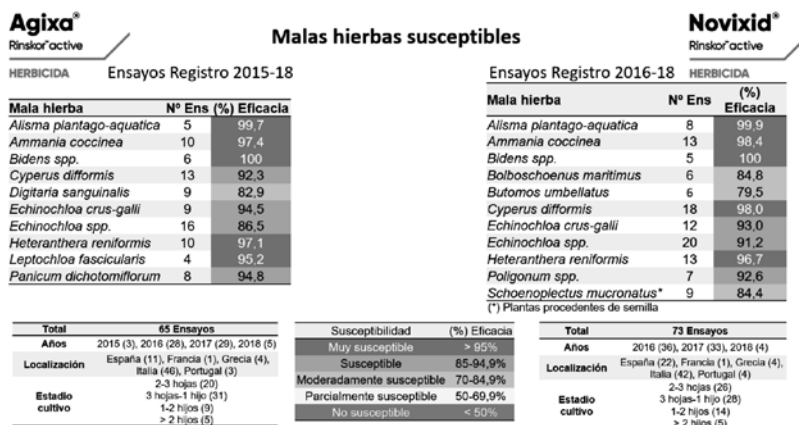 Agixa®
Rinskor™active
HERBICIDA
Malas hierbas susceptibles
Novixid®
Rinskor™active
HERBICIDA
Ensayos Registro 2015-18
Mala hierba Nº Ens (%) Eficacia
Alisma plantago-aquatica 5 99,7
Ammania coccinea 10 97,4
Bidens spp. 6 100
Cyperus difformis 13 92,3
Digitaria sanguinalis 9 82,9
Echinochloa crus-galli 9 94,5
Echinochloa spp. 16 86,5
Heteranthera reniformis 10 97,1
Leptochloa fascicularis 4 95,2
Panicum dichotomiflorum 8 94,8
Ensayos Registro 2016-18
Mala hierba Nº Ens (%) Eficacia
Alisma plantago-aquatica 8 99,9
Ammania coccinea 13 98,4
Bidens spp. 5 100
Bolboschoenus maritimus 6 84,8
Butomos umbellatus 6 79,5
Cyperus difformis 18 98,0
Echinochloa crus-galli 12 93,0
Echinochloa spp. 20 91,2
Heteranthera reniformis 13 96,7
Poligonum spp. 7 92,6
Schoenoplectus mucronatus* 9 84,4
(*) Plantas procedentes de semilla
Total 65 Ensayos
Años 2015 (3), 2016 (28), 2017 (29), 2018 (5)
Localización España (11), Francia (1), Grecia (4),
Italia (46), Portugal (3)
Estadio cultivo
2-3 hojas (20)
3 hojas-1 hijo (31)
1-2 hijos (9)
> 2 hijos (5)
Susceptibilidad (%) Eficacia
Muy susceptible > 95%
Susceptible 85-94,9%
Moderadamente susceptible 70-84,9%
Parcialmente susceptible 50-69,9%
No susceptible < 50%
Total 73 Ensayos
Años 2016 (36), 2017 (33), 2018 (4)
Localización España (22), Francia (1), Grecia (4),
Italia (42), Portugal (4)
Estadio cultivo
2-3 hojas (26)
3 hojas-1 hijo (28)
1-2 hijos (14)
> 2 hijos (5)